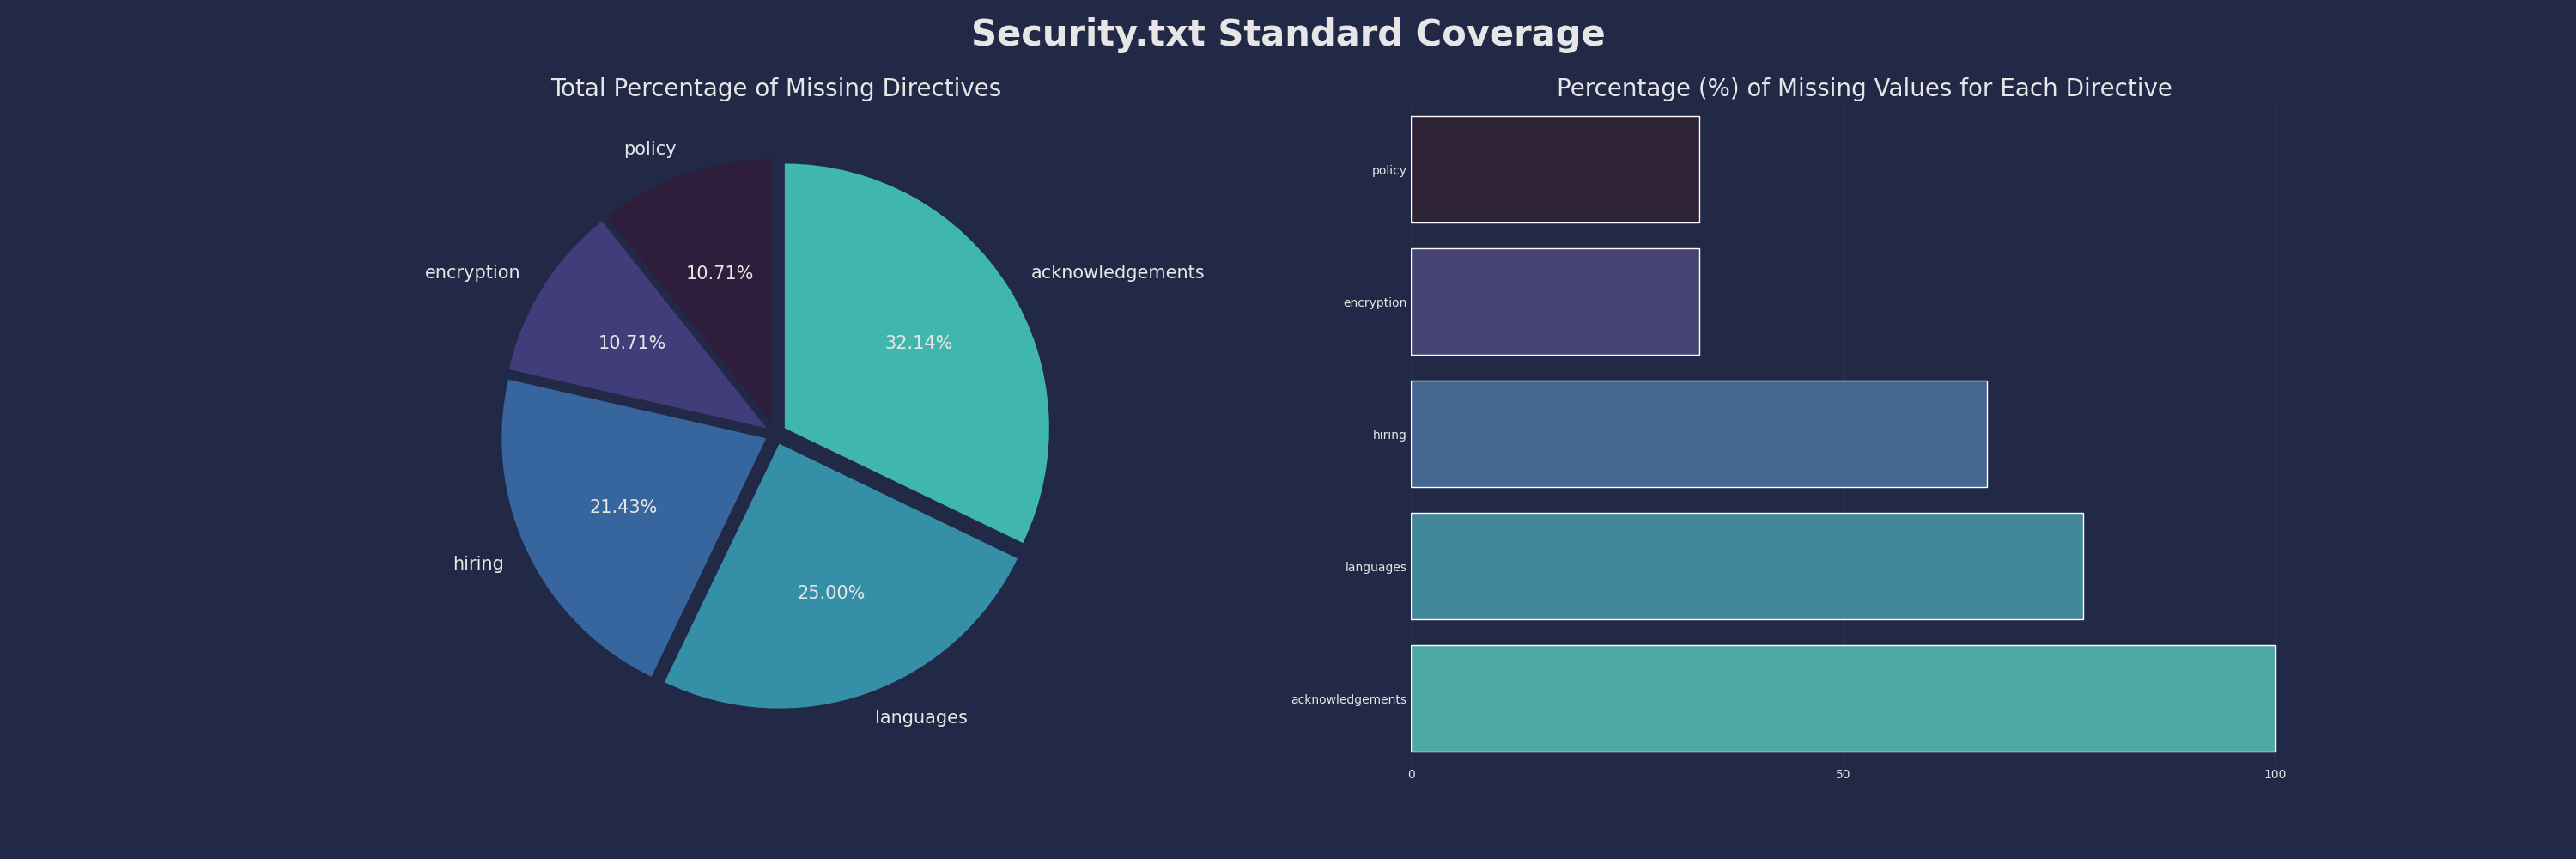 Security.txt Standard Coverage
Total Percentage of Missing Directives
policy
encryption
acknowledgements
10.71%
10.71%
32.14%
21.43%
hiring
25.00%
languages
Percentage (%) of Missing Values for Each Directive
policy
encryption
hiring
languages
acknowledgements
0 50 100